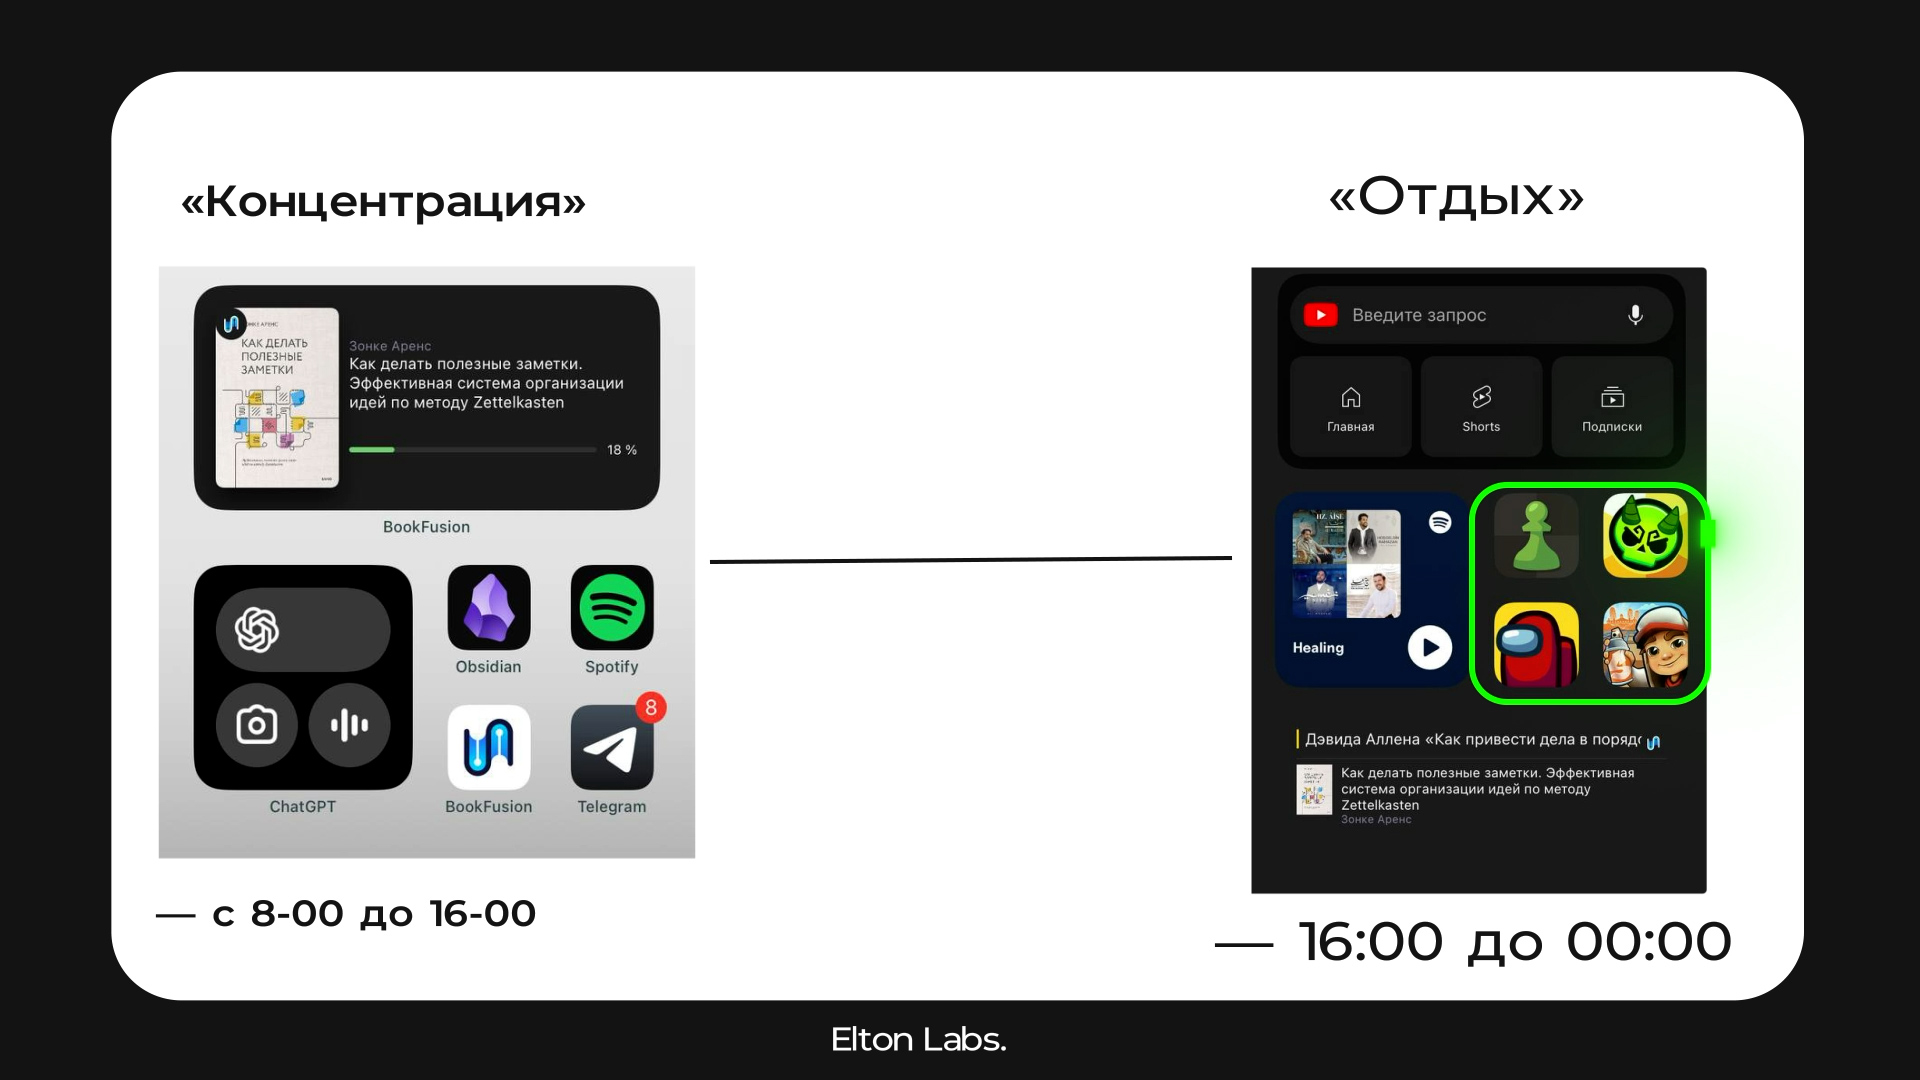 «Концентрация»
ЗОНКЕ АРЕНС
КАК ДЕЛАТЬ
ПОЛЕЗНЫЕ
ЗАМЕТКИ
Зонке Аренс
Как делать полезные заметки.
Эффективная система организации
идей по методу Zettelkasten
18 %
BookFusion
ChatGPT
Obsidian
Spotify
8
BookFusion
Telegram
— с 8-00 до 16-00
«Отдых»
Введите запрос
Главная
Shorts
Подписки
Healing
Дэвида Аллена «Как привести дела в порядо
Как делать полезные заметки. Эффективная
система организации идей по методу
Zettelkasten
Зонке Аренс
— 16:00 до 00:00
Elton Labs.